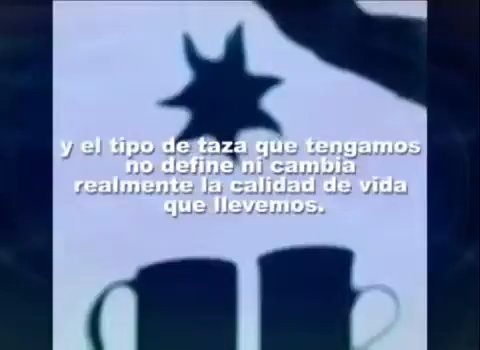 y el tipo de taza que tengamos
no define ni cambia
realmente la calidad de vida
que llevemos.